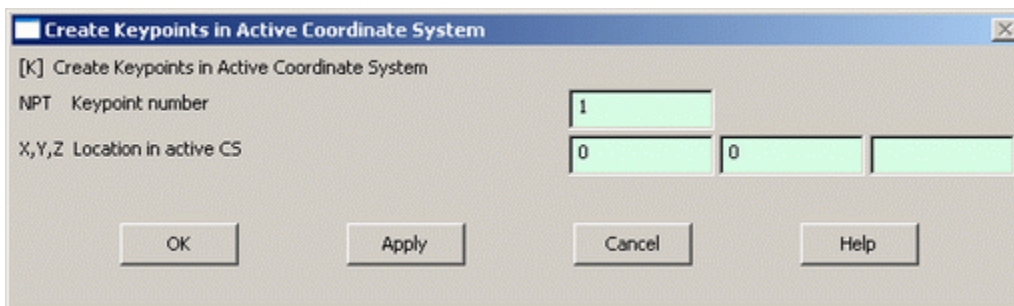 Create Keypoints in Active Coordinate System
[K] Create Keypoints in Active Coordinate System
NPT Keypoint number 1
X,Y,Z Location in active CS 0 0
OK Apply Cancel Help